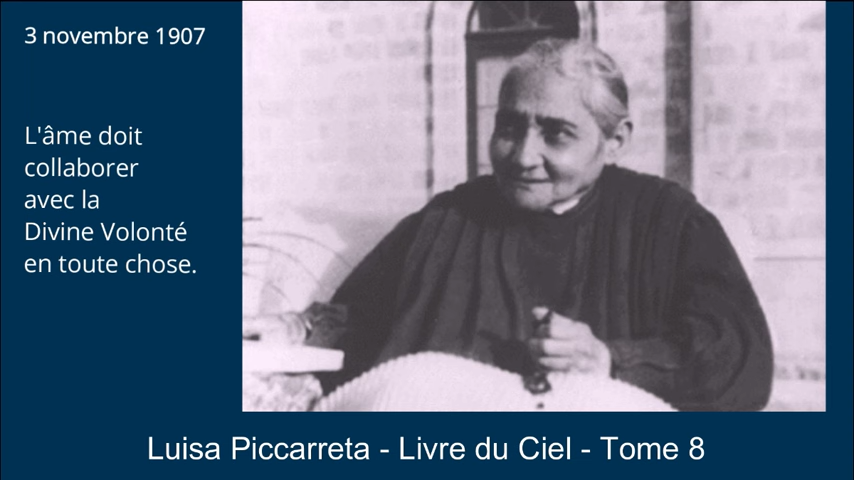 3 novembre 1907
L'âme doit
collaborer
avec la
Divine Volonté
en toute chose.
Luisa Piccarreta - Livre du Ciel - Tome 8